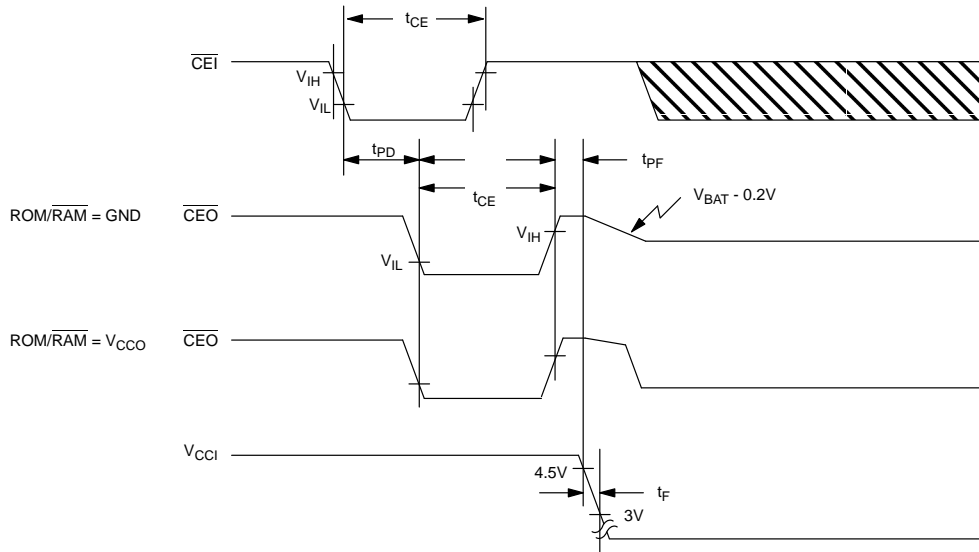 tCE
CEI
VIH
VIL
tPD
tPF
tCE
VBAT - 0.2V
ROM/RAM = GND CEO
VIH
VIL
ROM/RAM = VCCO CEO
VCCI
4.5V
tF
3V